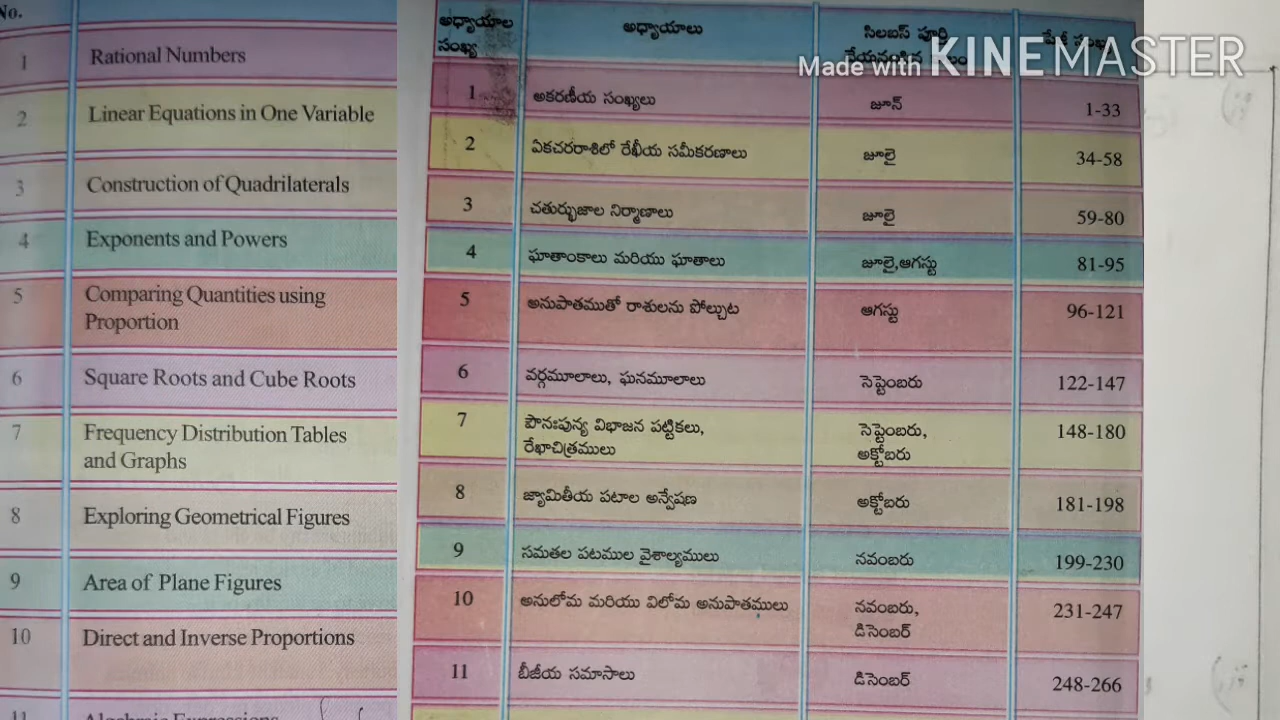 No.
1 Rational Numbers
2 Linear Equations in One Variable
3 Construction of Quadrilaterals
4 Exponents and Powers
5 Comparing Quantities using
Proportion
6 Square Roots and Cube Roots
7 Frequency Distribution Tables
and Graphs
8 Exploring Geometrical Figures
9 Area of Plane Figures
10 Direct and Inverse Proportions
11 Algebraic Expressions
అధ్యాయాల అధ్యాయాలు సిలబస్ పూర్తి
సంఖ్య
Made with KINEMASTER
1 అకరణీయ సంఖ్యలు జూన్ 1-33
2 ఏకచరరాశిలో రేఖీయ సమీకరణాలు జూలై 34-58
3 చతుర్భుజాల నిర్మాణాలు జూలై 59-80
4 ఘాతాంకాలు మరియు ఘాతాలు జూలై,ఆగస్టు 81-95
5 అనుపాతముతో రాశులను పోల్చుట ఆగస్టు 96-121
6 వర్గమూలాలు, ఘనమూలాలు సెప్టెంబరు 122-147
7 పౌనఃపున్య విభాజన పట్టికలు, సెప్టెంబరు, 148-180
రేఖాచిత్రములు అక్టోబరు
8 జ్యామితీయ పటాల అన్వేషణ అక్టోబరు 181-198
9 సమతల పటముల వైశాల్యములు నవంబరు 199-230
10 అనులోమ మరియు విలోమ అనుపాతములు నవంబరు, 231-247
డిసెంబర్
11 బీజీయ సమాసాలు డిసెంబర్ 248-266